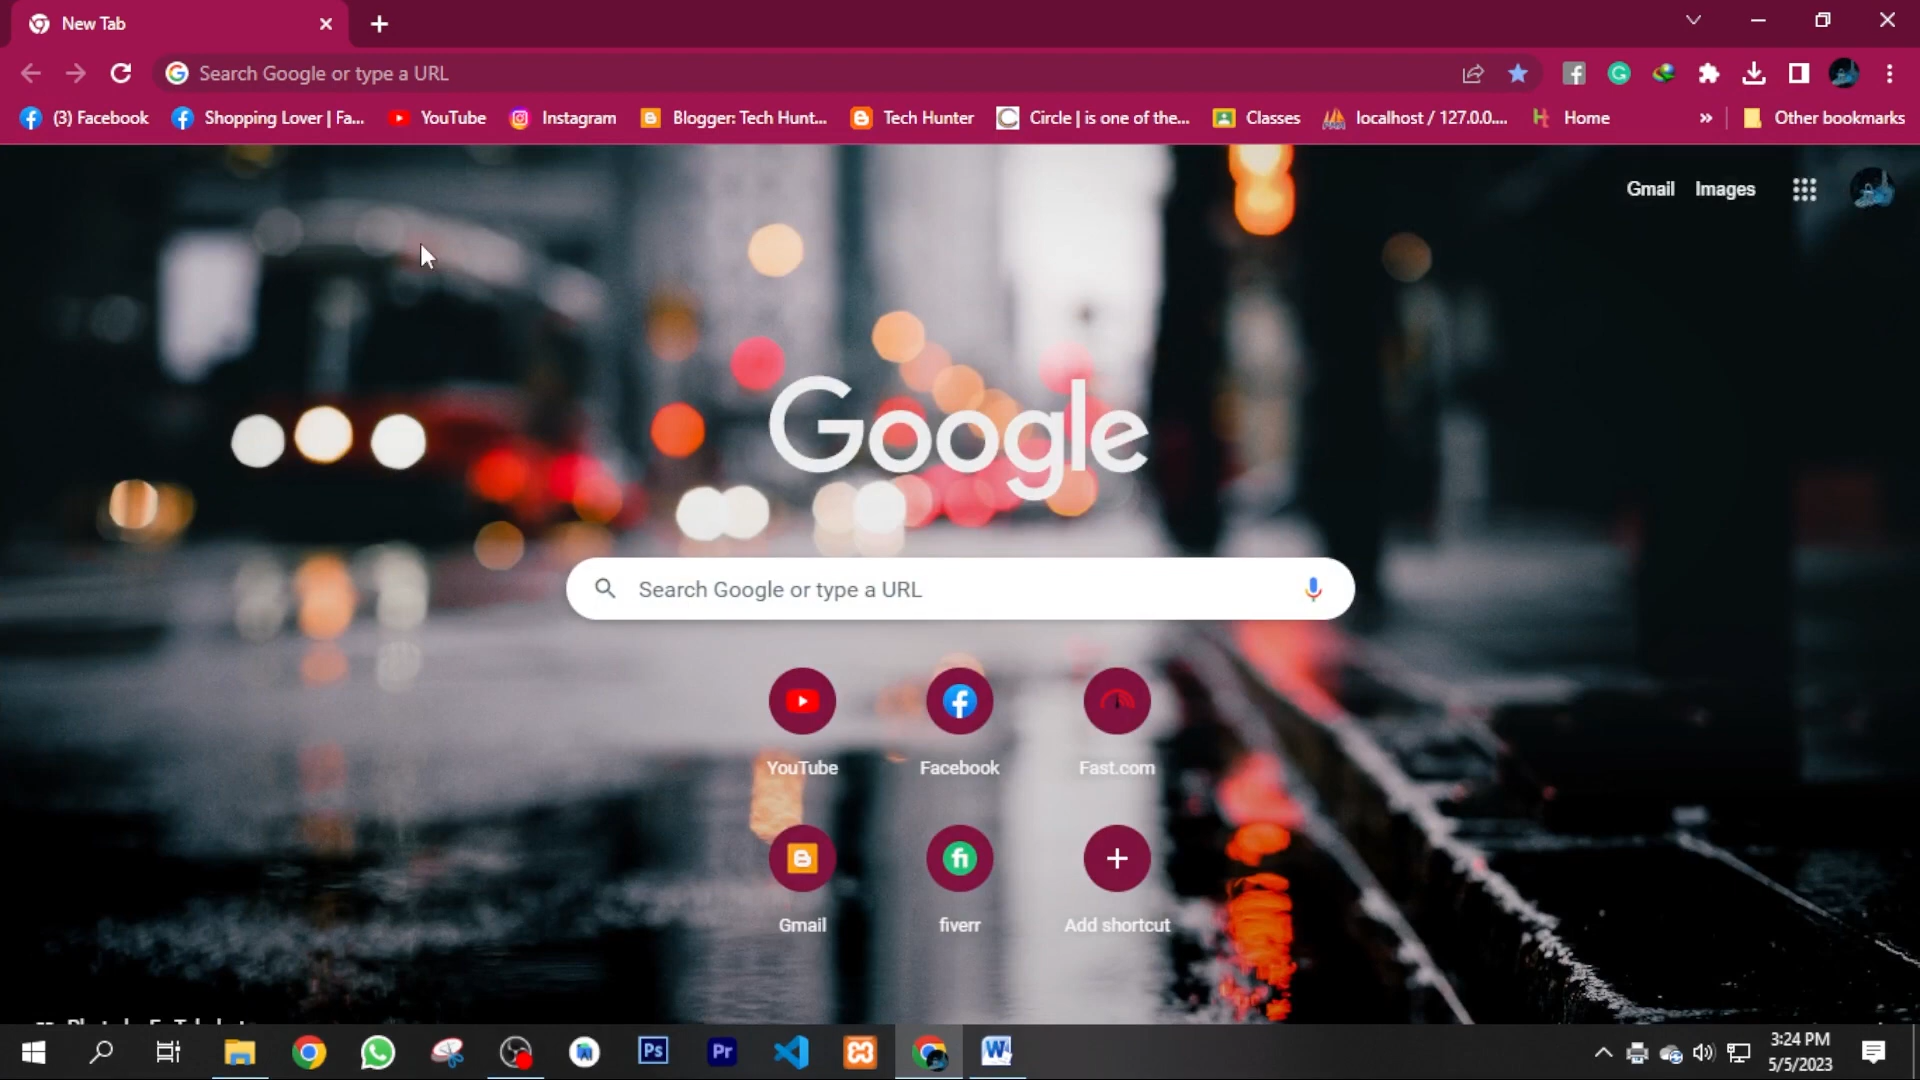 New Tab
Search Google or type a URL
(3) Facebook
Shopping Lover | Fa...
YouTube
Instagram
Blogger: Tech Hunt...
Tech Hunter
Circle | is one of the...
Classes
localhost / 127.0.0....
Home
»
Other bookmarks
Gmail
Images
Google
Search Google or type a URL
YouTube
Facebook
Fast.com
Gmail
fiverr
Add shortcut
Ps
Pr
3:24 PM
5/5/2023